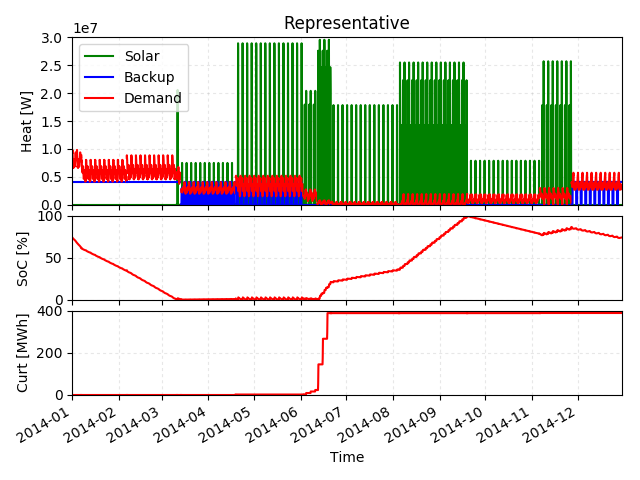 Representative
1e7
3.0
2.5
2.0
1.5
1.0
0.5
0.0
Heat [W]
Solar
Backup
Demand
100
50
0
SoC [%]
400
200
0
Curt [MWh]
2014-01
2014-02
2014-03
2014-04
2014-05
2014-06
2014-07
2014-08
2014-09
2014-10
2014-11
2014-12
Time